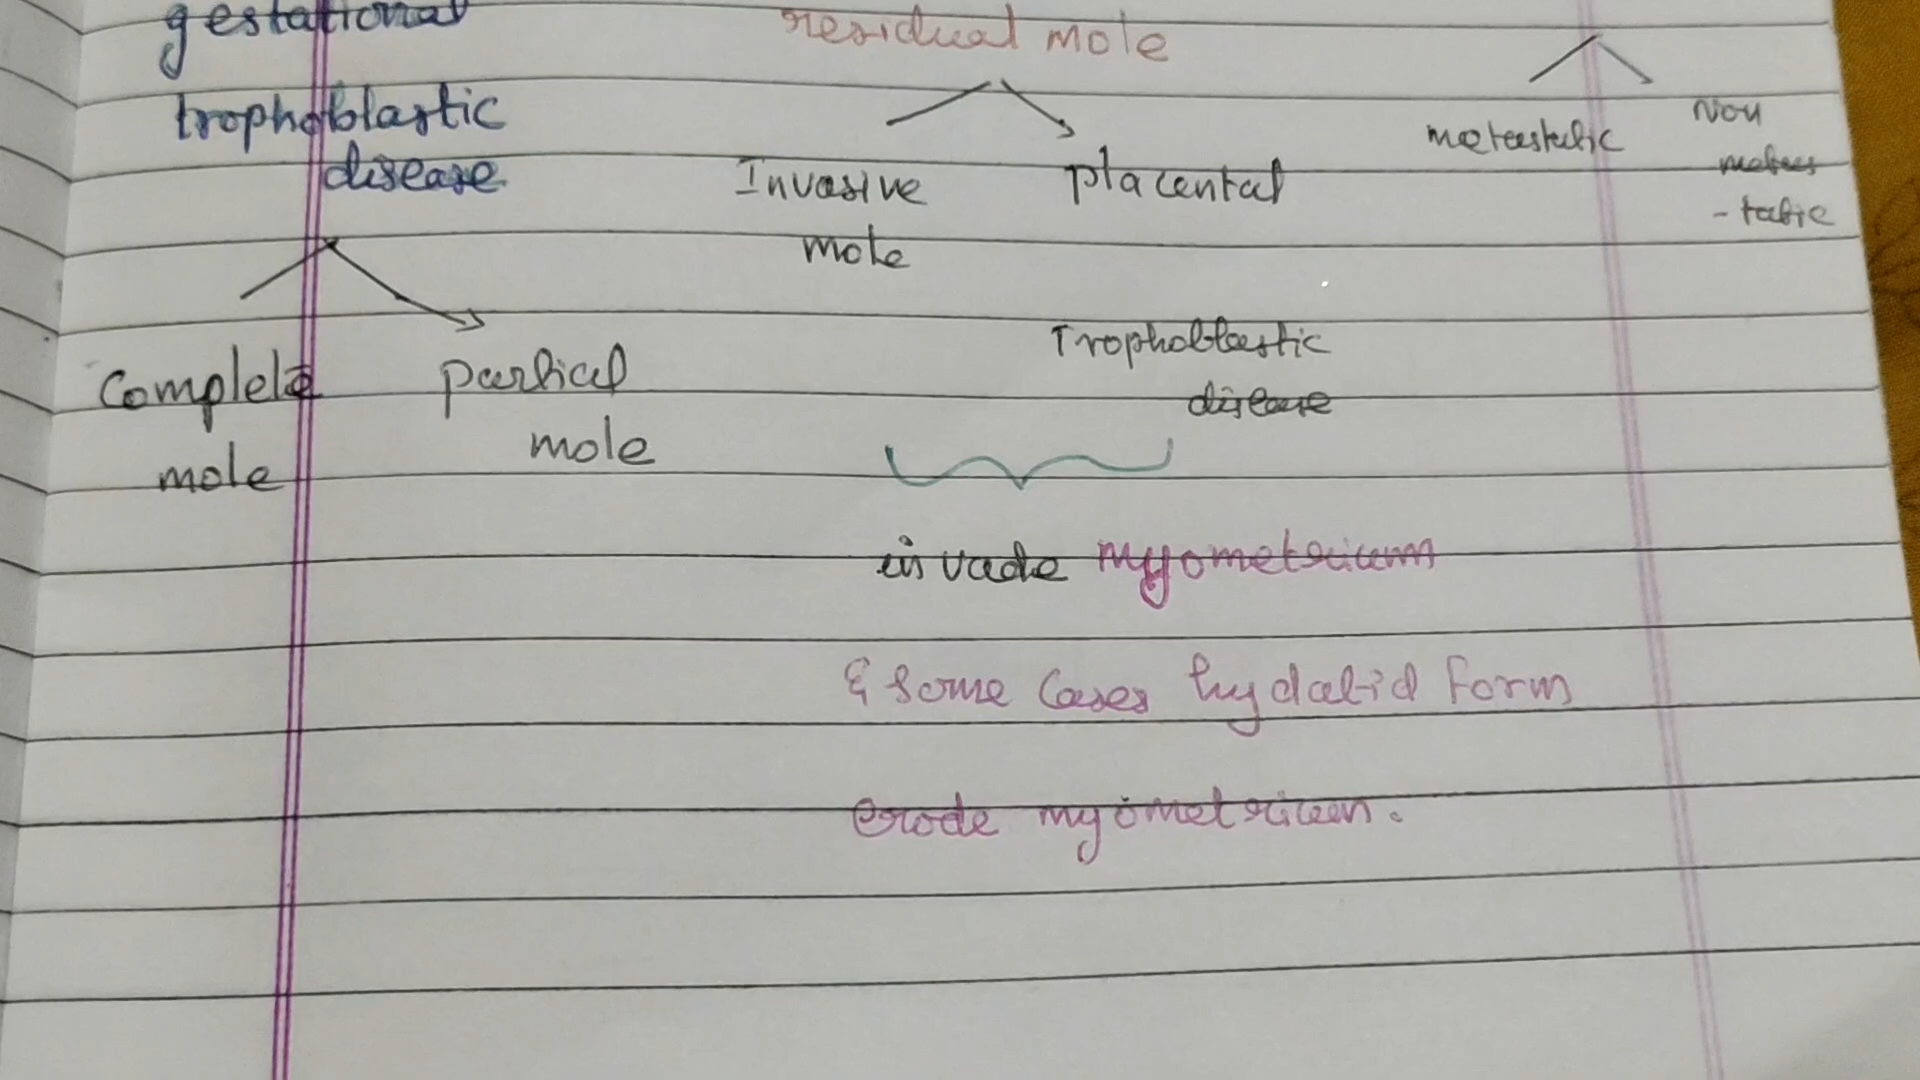 gestational
trophoblastic
disease
Complete
mole
partial
mole
residual mole
Invasive
mole
placental
Trophoblastic
disease
invade myometrium
& some cases hydatid form
erode myometrium.
metastatic
Non
metas
-tatic